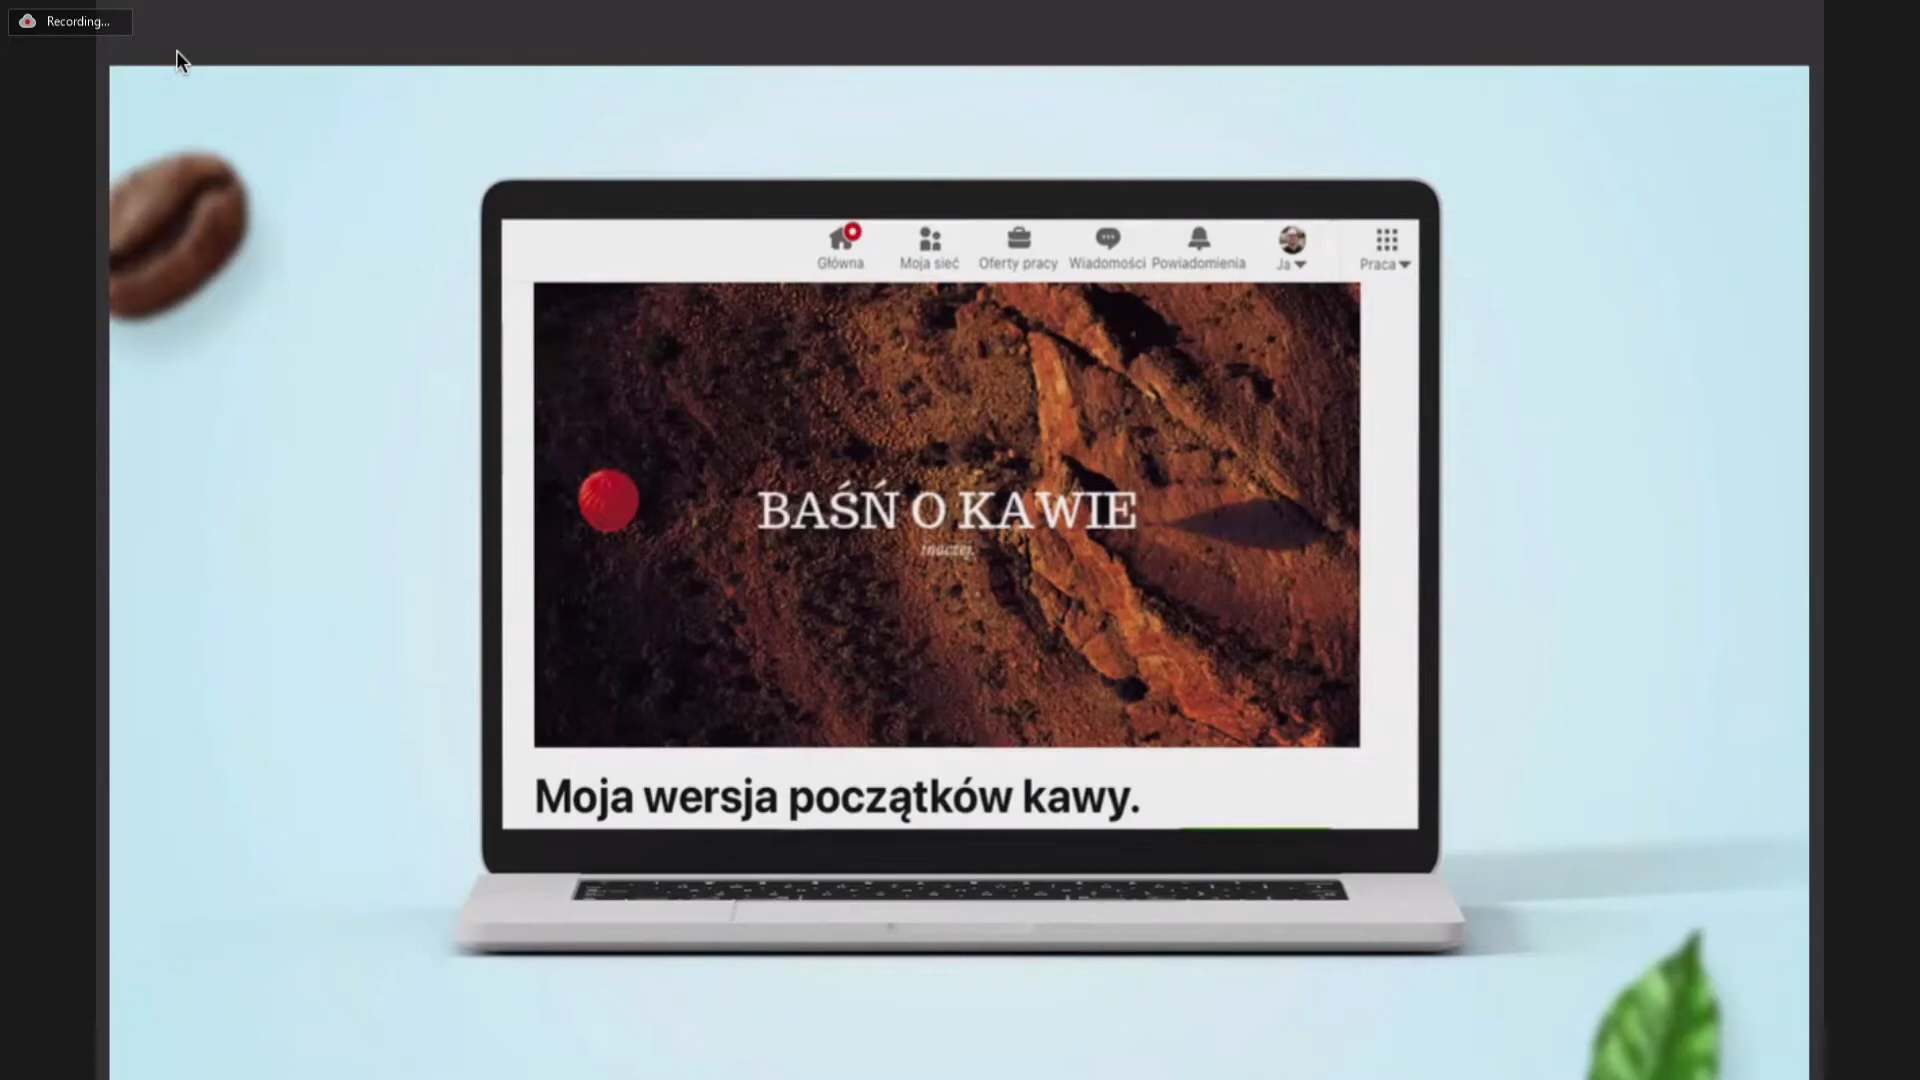 Recording...
Główna Moja sieć Oferty pracy Wiadomości Powiadomienia Ja Praca
BAŚŃ O KAWIE
inaczej.
Moja wersja początków kawy.